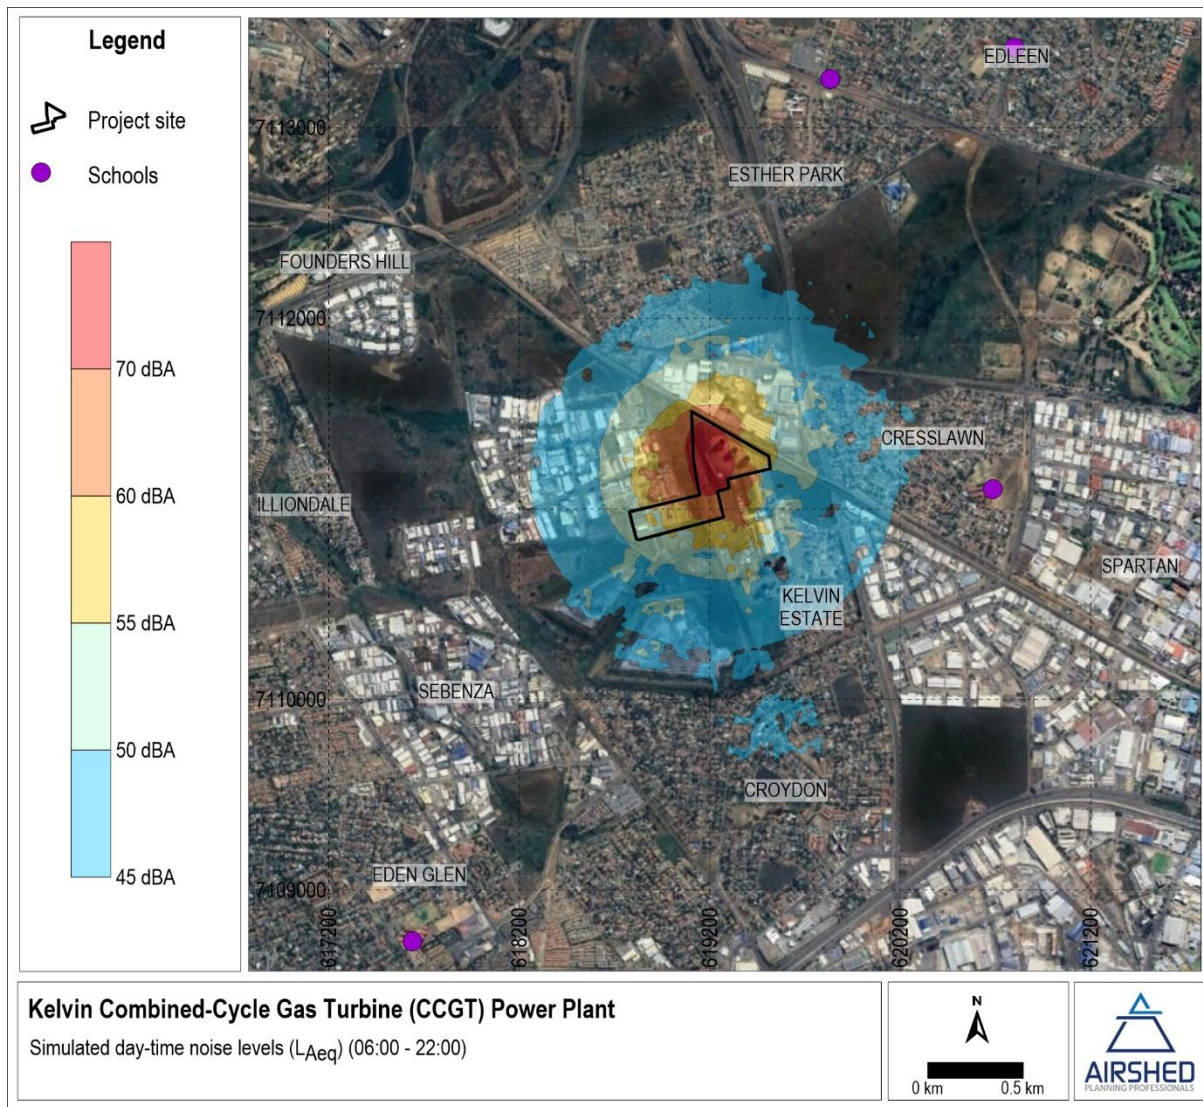 Legend
Project site
Schools
70 dBA
60 dBA
55 dBA
50 dBA
45 dBA
EDLEEN
7113000
ESTHER PARK
FOUNDERS HILL
7112000
CRESSLAWN
ILLIONDALE
SPARTAN
KELVIN
ESTATE
SEBENZA
7110000
CROYDON
EDEN GLEN
7109000
617200
618200
619200
620200
621200
Kelvin Combined-Cycle Gas Turbine (CCGT) Power Plant
Simulated day-time noise levels (LAeq) (06:00 - 22:00)
N
0 km
0.5 km
AIRSHED
PLANNING PROFESSIONALS